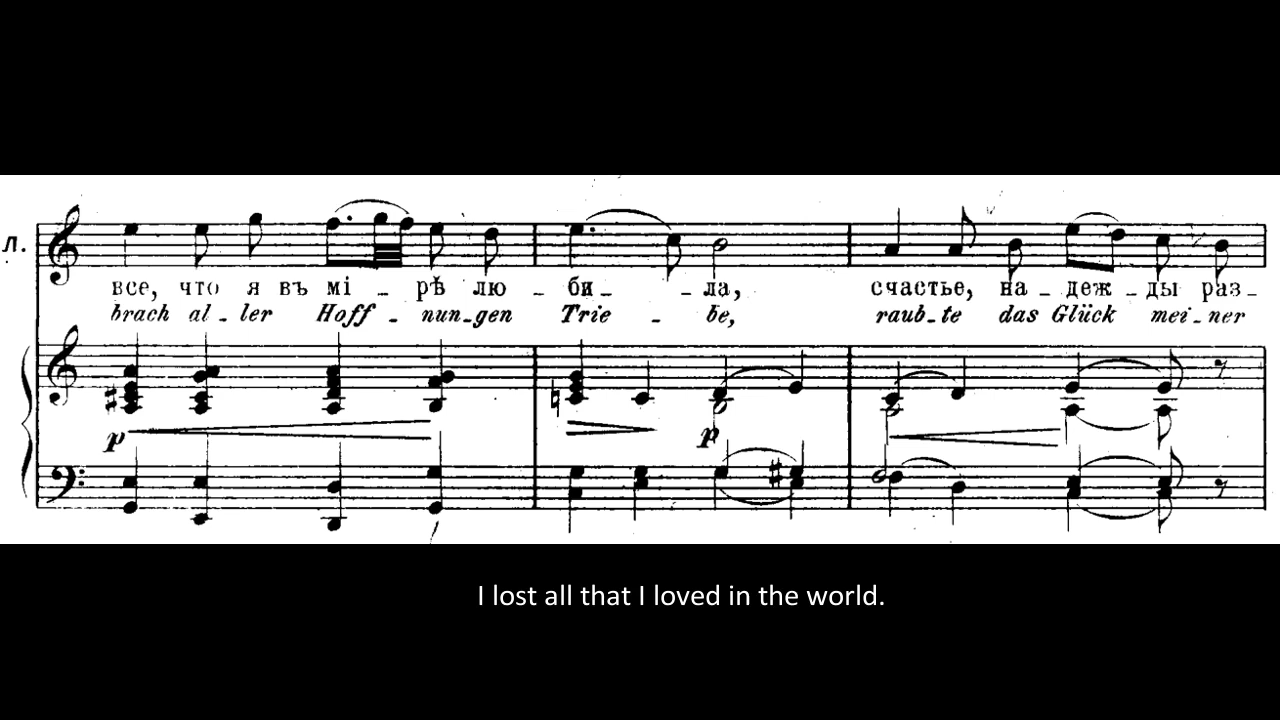 Л.
все, что я въ мі - рѣ лю - би - ла, счастье, на - деж - ды раз -
brach al - ler Hoff - nun - gen Trie - be, raub - te das Glück mei - ner
p p
I lost all that I loved in the world.